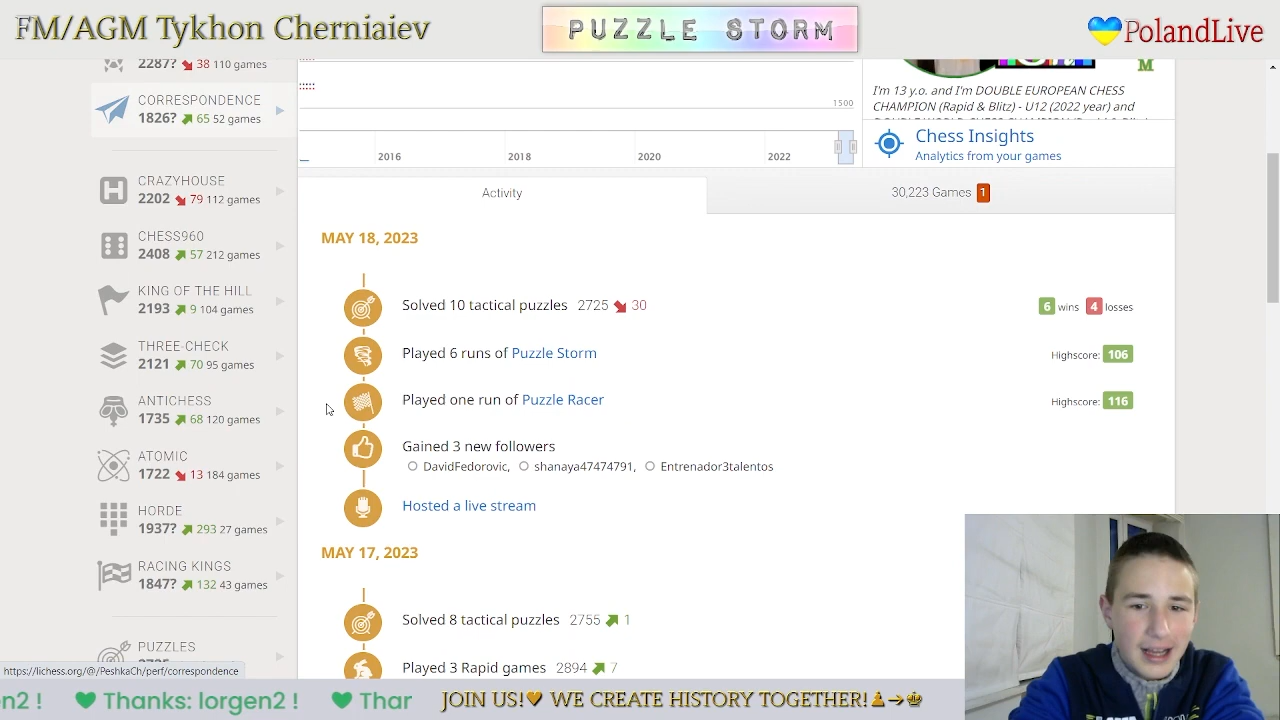 FM/AGM Tykhon Cherniaiev
PUZZLE STORM
PolandLive
2287? 38 110 games
CORRESPONDENCE
1826? 65 52 games
CRAZYHOUSE
2202 79 112 games
CHESS960
2408 57 212 games
KING OF THE HILL
2193 9 104 games
THREE-CHECK
2121 70 95 games
ANTICHESS
1735 68 120 games
ATOMIC
1722 13 184 games
HORDE
1937? 293 27 games
RACING KINGS
1847? 132 43 games
PUZZLES
https://lichess.org/@/PeshkaCh/perf/correspondence
1500
2016 2018 2020 2022
M
I'm 13 y.o. and I'm DOUBLE EUROPEAN CHESS
CHAMPION (Rapid & Blitz) - U12 (2022 year) and
Chess Insights
Analytics from your games
Activity
30,223 Games 1
MAY 18, 2023
Solved 10 tactical puzzles 2725 30
6 wins 4 losses
Played 6 runs of Puzzle Storm
Highscore: 106
Played one run of Puzzle Racer
Highscore: 116
Gained 3 new followers
DavidFedorovic, shanaya47474791, Entrenador3talentos
Hosted a live stream
MAY 17, 2023
Solved 8 tactical puzzles 2755 1
Played 3 Rapid games 2894 7
en2 ! Thanks: lorgen2 ! Thar
JOIN US! WE CREATE HISTORY TOGETHER!